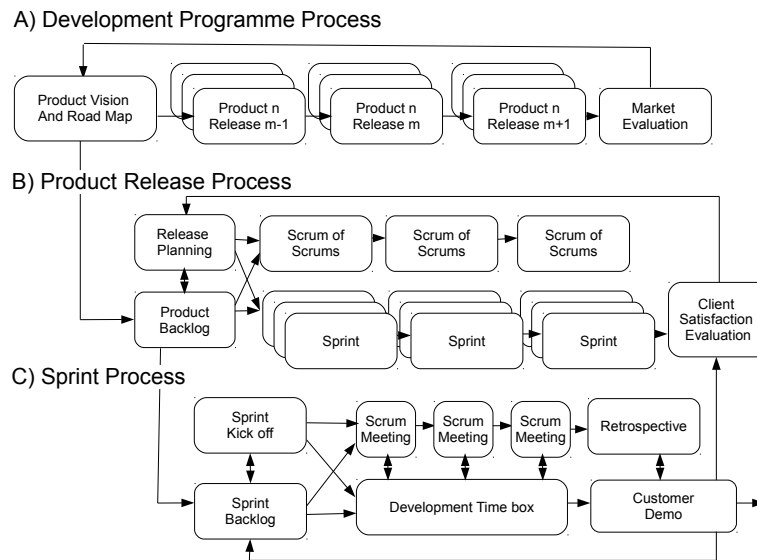 A) Development Programme Process
Product Vision
And Road Map
Product n
Release m-1
Product n
Release m
Product n
Release m+1
Market
Evaluation
B) Product Release Process
Release
Planning
Scrum of
Scrums
Scrum of
Scrums
Scrum of
Scrums
Product
Backlog
Sprint
Sprint
Sprint
Client
Satisfaction
Evaluation
C) Sprint Process
Sprint
Kick off
Scrum
Meeting
Scrum
Meeting
Scrum
Meeting
Retrospective
Sprint
Backlog
Development Time box
Customer
Demo